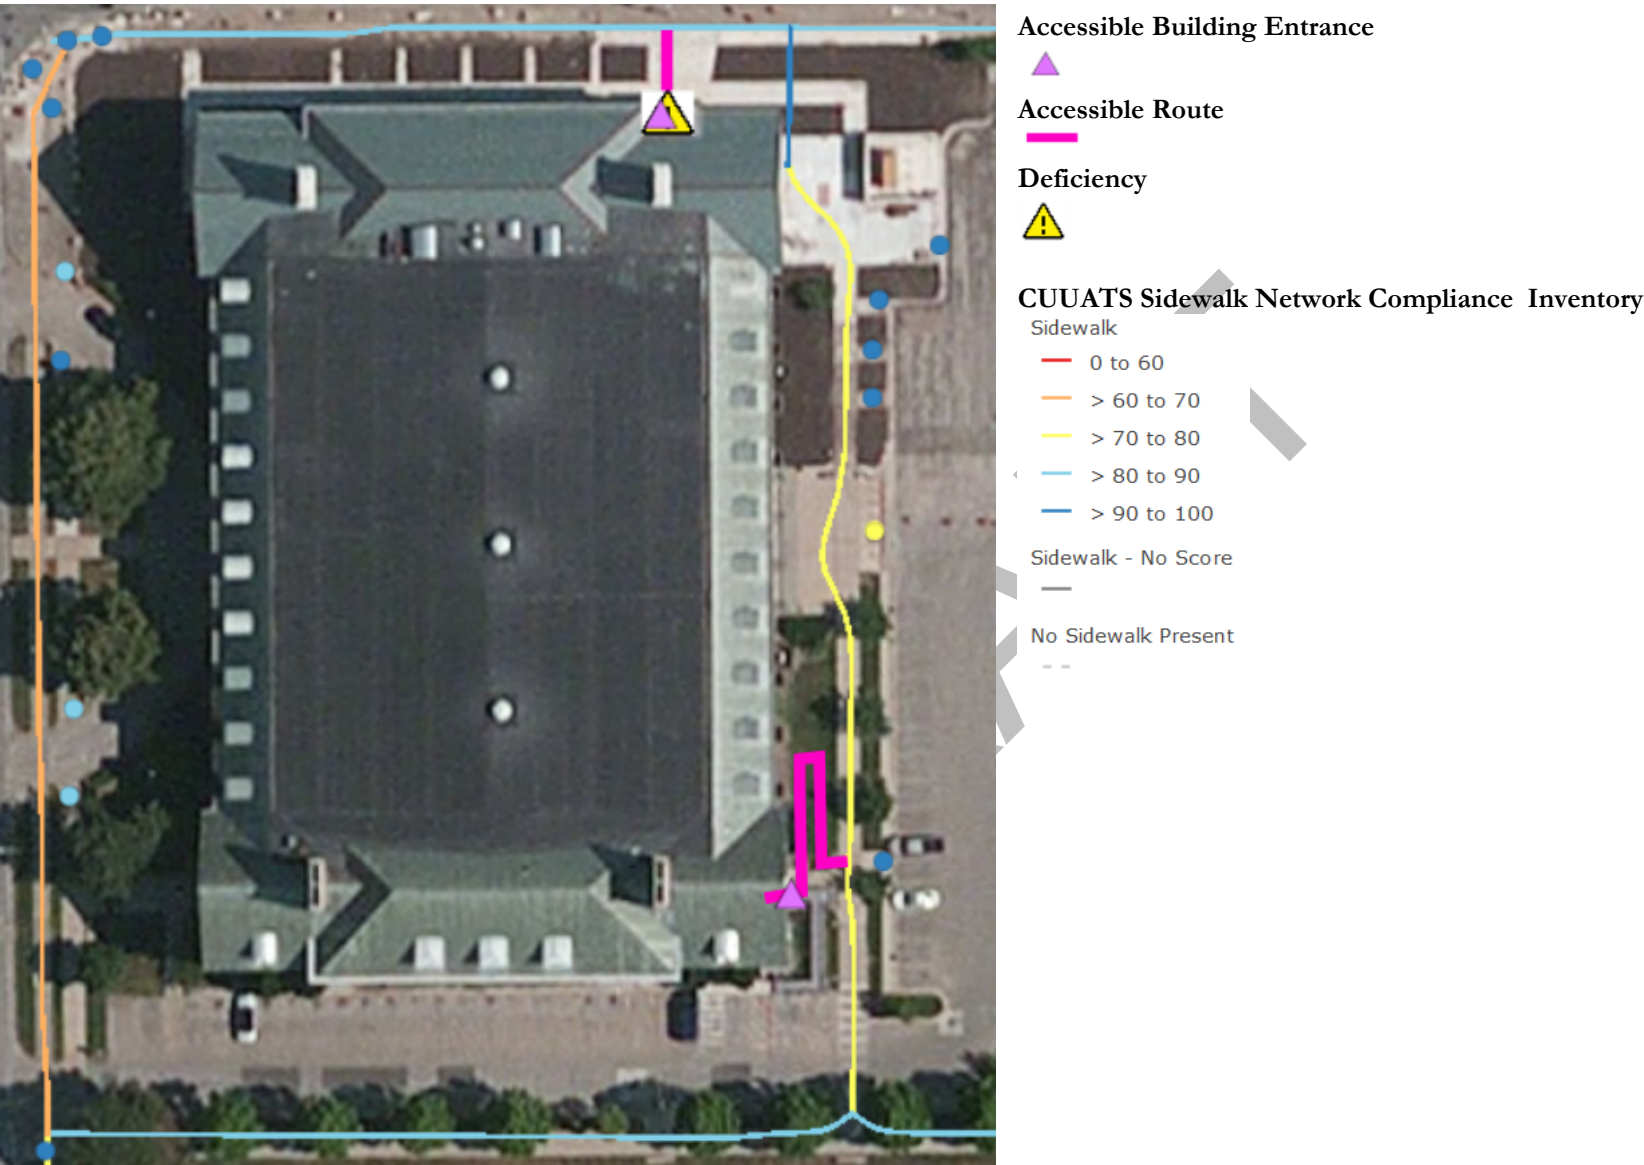 Accessible Building Entrance
Accessible Route
Deficiency
CUUATS Sidewalk Network Compliance Inventory
Sidewalk
0 to 60
> 60 to 70
> 70 to 80
> 80 to 90
> 90 to 100
Sidewalk - No Score
No Sidewalk Present